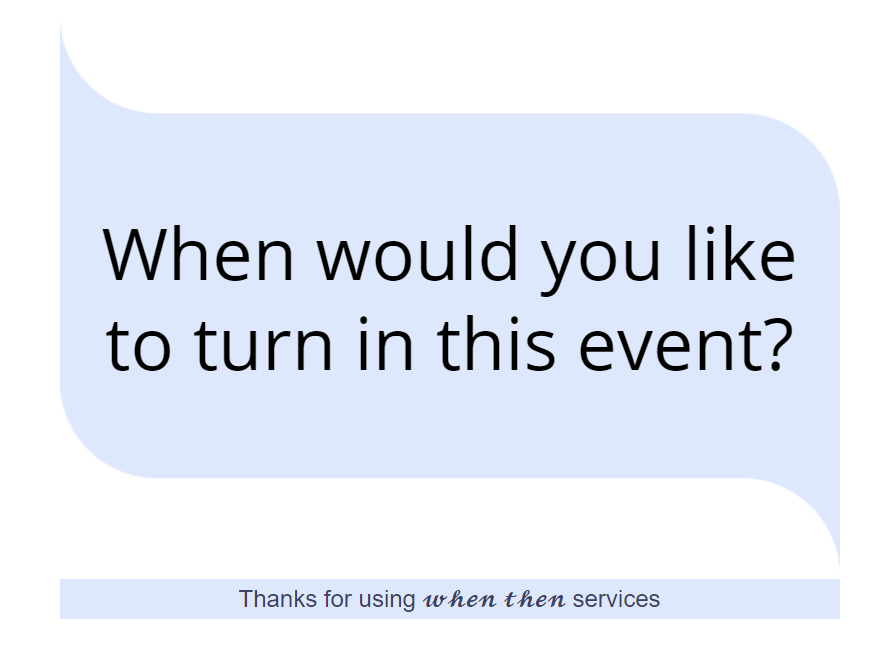 When would you like
to turn in this event?
Thanks for using when then services